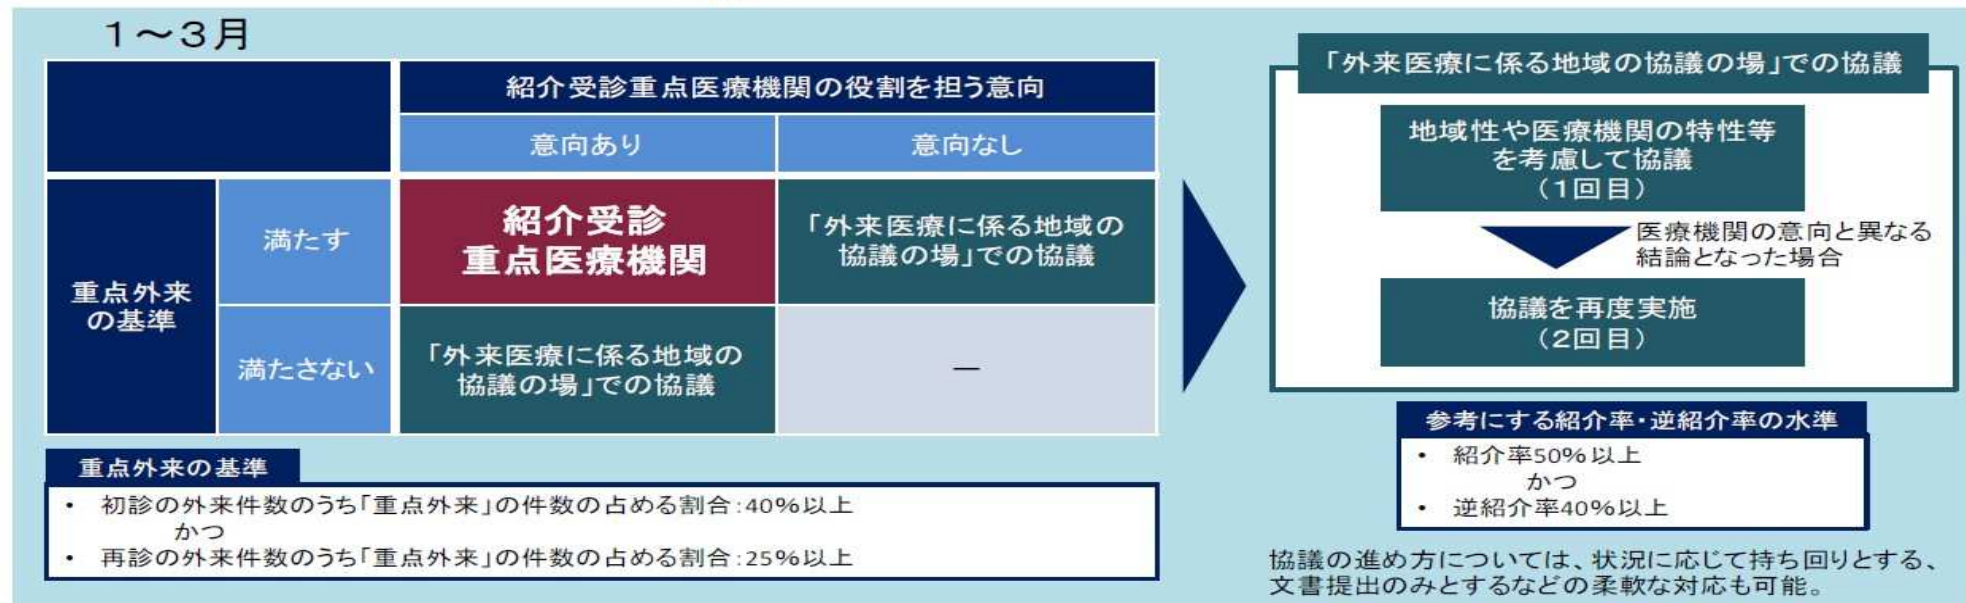 １～３月
紹介受診重点医療機関の役割を担う意向
意向あり
意向なし
重点外来
の基準
満たす
紹介受診
重点医療機関
「外来医療に係る地域の
協議の場」での協議
満たさない
「外来医療に係る地域の
協議の場」での協議
―
重点外来の基準
・ 初診の外来件数のうち「重点外来」の件数の占める割合：40％以上
かつ
・ 再診の外来件数のうち「重点外来」の件数の占める割合：25％以上
「外来医療に係る地域の協議の場」での協議
地域性や医療機関の特性等
を考慮して協議
（１回目）
医療機関の意向と異なる
結論となった場合
協議を再度実施
（２回目）
参考にする紹介率・逆紹介率の水準
・ 紹介率50％以上
かつ
・ 逆紹介率40％以上
協議の進め方については、状況に応じて持ち回りとする、
文書提出のみとするなどの柔軟な対応も可能。